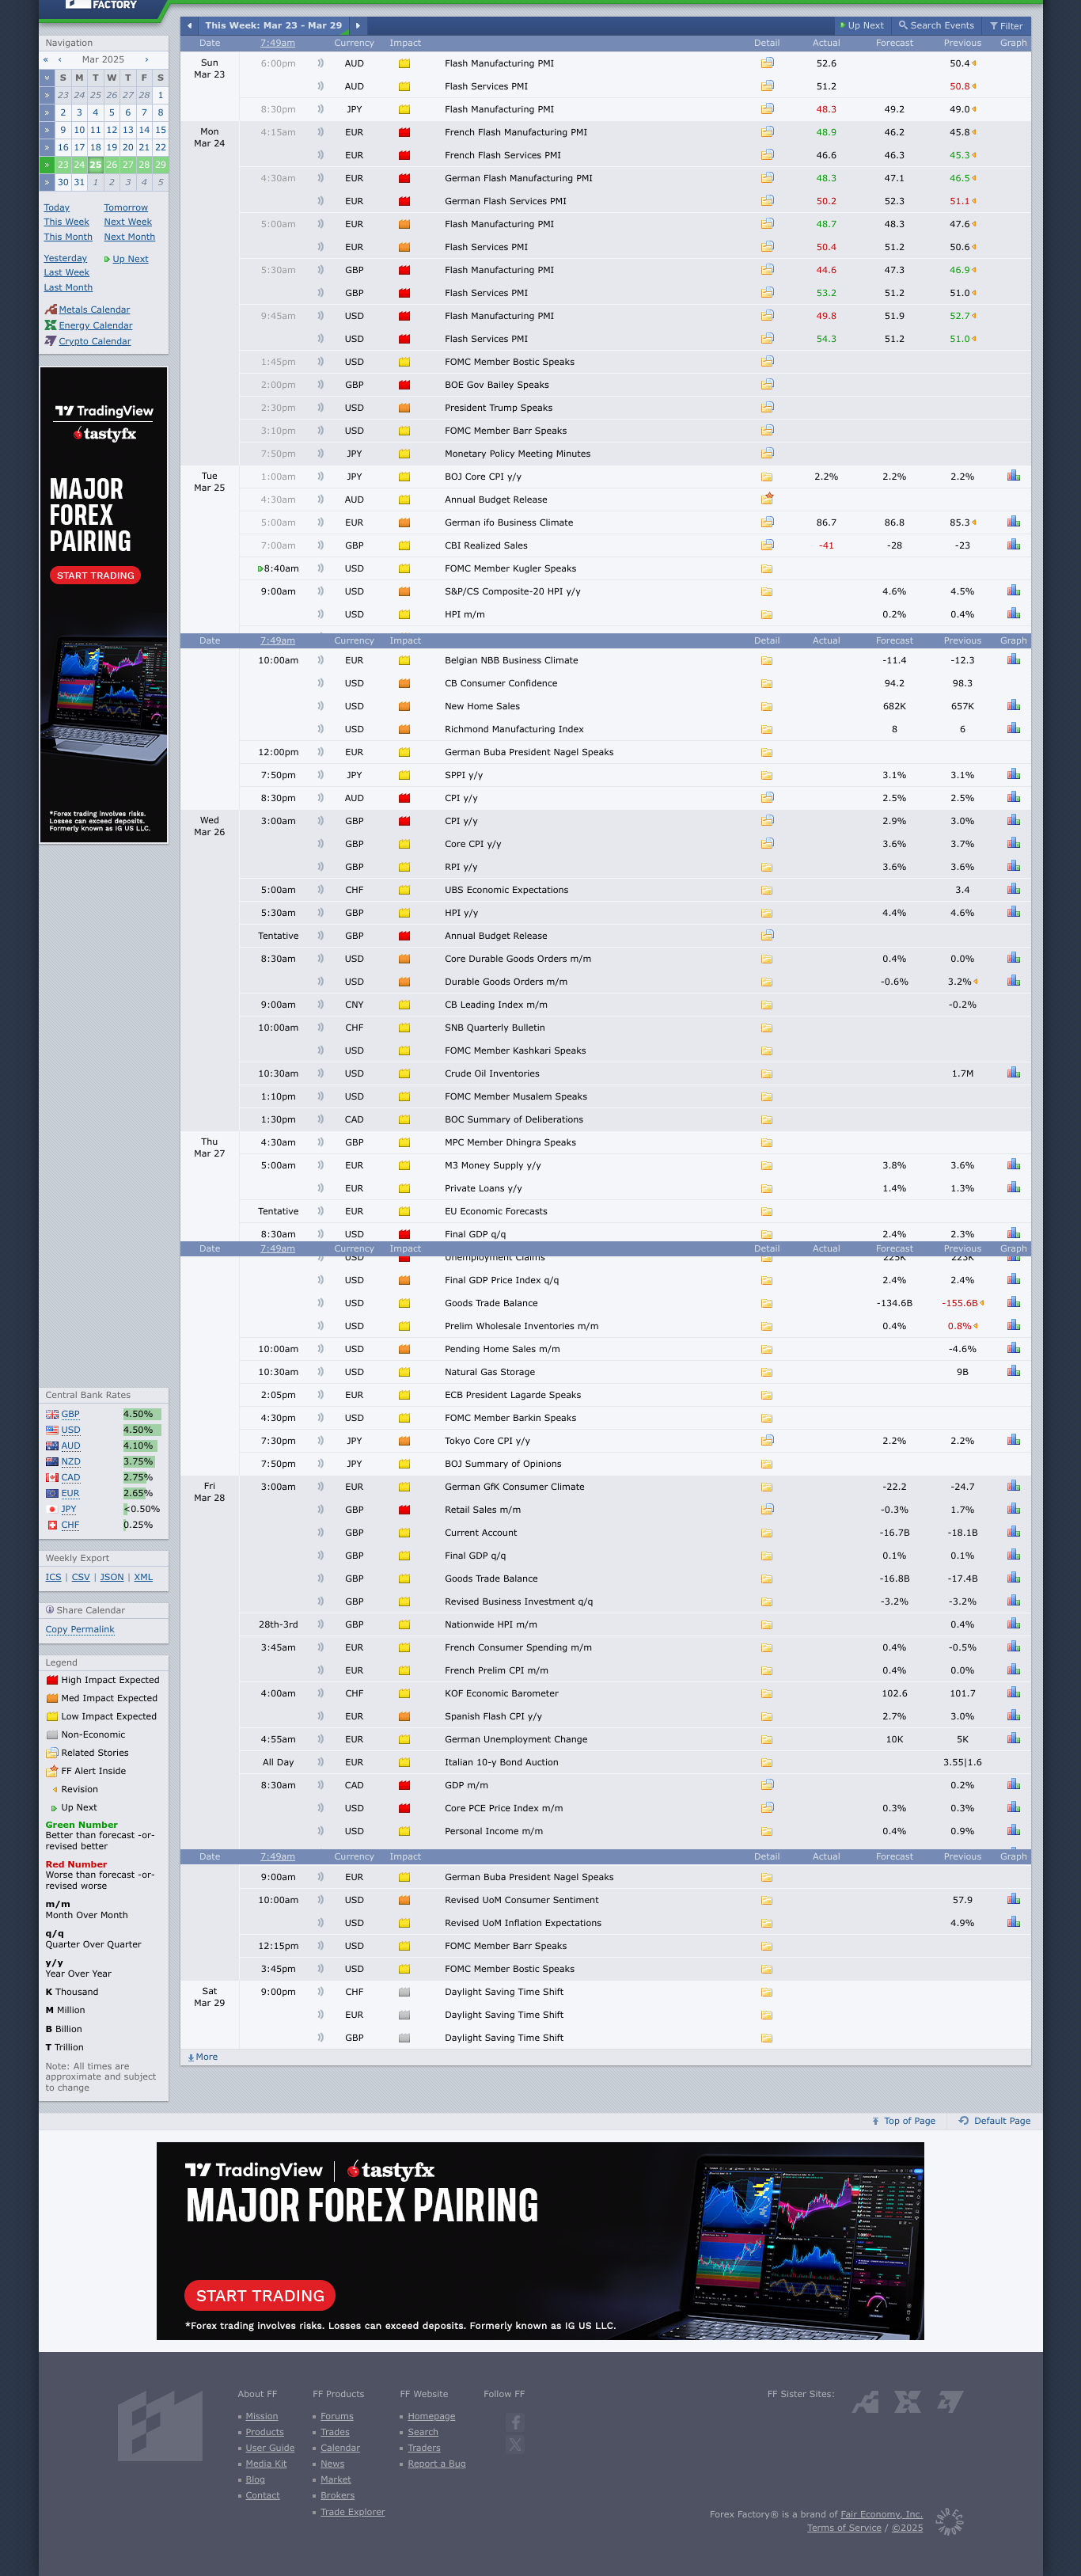 FACTORY
Navigation
« ‹ Mar 2025 ›
S M T W T F S
» 23 24 25 26 27 28 1
» 2 3 4 5 6 7 8
» 9 10 11 12 13 14 15
» 16 17 18 19 20 21 22
» 23 24 25 26 27 28 29
» 30 31 1 2 3 4 5
Today Tomorrow
This Week Next Week
This Month Next Month
Yesterday Up Next
Last Week
Last Month
Metals Calendar
Energy Calendar
Crypto Calendar
TradingView
tastyfx
MAJOR
FOREX
PAIRING
START TRADING
*Forex trading involves risk.
Losses can exceed deposits.
Formerly known as IG US LLC.
Central Bank Rates
GBP 4.50%
USD 4.50%
AUD 4.10%
NZD 3.75%
CAD 2.75%
EUR 2.65%
JPY <0.50%
CHF 0.25%
Weekly Export
ICS | CSV | JSON | XML
Share Calendar
Copy Permalink
Legend
High Impact Expected
Med Impact Expected
Low Impact Expected
Non-Economic
Related Stories
FF Alert Inside
Revision
Up Next
Green Number
Better than forecast -or-
revised better
Red Number
Worse than forecast -or-
revised worse
m/m
Month Over Month
q/q
Quarter Over Quarter
y/y
Year Over Year
K Thousand
M Million
B Billion
T Trillion
Note: All times are
approximate and subject
to change
This Week: Mar 23 - Mar 29 Up Next Search Events Filter
Date 7:49am Currency Impact Detail Actual Forecast Previous Graph
Sun
Mar 23
6:00pm AUD Flash Manufacturing PMI 52.6 50.4
AUD Flash Services PMI 51.2 50.8
8:30pm JPY Flash Manufacturing PMI 48.3 49.2 49.0
Mon
Mar 24
4:15am EUR French Flash Manufacturing PMI 48.9 46.2 45.8
EUR French Flash Services PMI 46.6 46.3 45.3
4:30am EUR German Flash Manufacturing PMI 48.3 47.1 46.5
EUR German Flash Services PMI 50.2 52.3 51.1
5:00am EUR Flash Manufacturing PMI 48.7 48.3 47.6
EUR Flash Services PMI 50.4 51.2 50.6
5:30am GBP Flash Manufacturing PMI 44.6 47.3 46.9
GBP Flash Services PMI 53.2 51.2 51.0
9:45am USD Flash Manufacturing PMI 49.8 51.9 52.7
USD Flash Services PMI 54.3 51.2 51.0
1:45pm USD FOMC Member Bostic Speaks
2:00pm GBP BOE Gov Bailey Speaks
2:30pm USD President Trump Speaks
3:10pm USD FOMC Member Barr Speaks
7:50pm JPY Monetary Policy Meeting Minutes
Tue
Mar 25
1:00am JPY BOJ Core CPI y/y 2.2% 2.2% 2.2%
4:30am AUD Annual Budget Release
5:00am EUR German ifo Business Climate 86.7 86.8 85.3
7:00am GBP CBI Realized Sales -41 -28 -23
8:40am USD FOMC Member Kugler Speaks
9:00am USD S&P/CS Composite-20 HPI y/y 4.6% 4.5%
USD HPI m/m 0.2% 0.4%
Date 7:49am Currency Impact Detail Actual Forecast Previous Graph
10:00am EUR Belgian NBB Business Climate -11.4 -12.3
USD CB Consumer Confidence 94.2 98.3
USD New Home Sales 682K 657K
USD Richmond Manufacturing Index 8 6
12:00pm EUR German Buba President Nagel Speaks
7:50pm JPY SPPI y/y 3.1% 3.1%
8:30pm AUD CPI y/y 2.5% 2.5%
Wed
Mar 26
3:00am GBP CPI y/y 2.9% 3.0%
GBP Core CPI y/y 3.6% 3.7%
GBP RPI y/y 3.6% 3.6%
5:00am CHF UBS Economic Expectations 3.4
5:30am GBP HPI y/y 4.4% 4.6%
Tentative GBP Annual Budget Release
8:30am USD Core Durable Goods Orders m/m 0.4% 0.0%
USD Durable Goods Orders m/m -0.6% 3.2%
9:00am CNY CB Leading Index m/m -0.2%
10:00am CHF SNB Quarterly Bulletin
USD FOMC Member Kashkari Speaks
10:30am USD Crude Oil Inventories 1.7M
1:10pm USD FOMC Member Musalem Speaks
1:30pm CAD BOC Summary of Deliberations
Thu
Mar 27
4:30am GBP MPC Member Dhingra Speaks
5:00am EUR M3 Money Supply y/y 3.8% 3.6%
EUR Private Loans y/y 1.4% 1.3%
Tentative EUR EU Economic Forecasts
8:30am USD Final GDP q/q 2.4% 2.3%
Date 7:49am Currency Impact Detail Actual Forecast Previous Graph
USD Unemployment Claims 225K 223K
USD Final GDP Price Index q/q 2.4% 2.4%
USD Goods Trade Balance -134.6B -155.6B
USD Prelim Wholesale Inventories m/m 0.4% 0.8%
10:00am USD Pending Home Sales m/m -4.6%
10:30am USD Natural Gas Storage 9B
2:05pm EUR ECB President Lagarde Speaks
4:30pm USD FOMC Member Barkin Speaks
7:30pm JPY Tokyo Core CPI y/y 2.2% 2.2%
7:50pm JPY BOJ Summary of Opinions
Fri
Mar 28
3:00am EUR German GfK Consumer Climate -22.2 -24.7
GBP Retail Sales m/m -0.3% 1.7%
GBP Current Account -16.7B -18.1B
GBP Final GDP q/q 0.1% 0.1%
GBP Goods Trade Balance -16.8B -17.4B
GBP Revised Business Investment q/q -3.2% -3.2%
28th-3rd GBP Nationwide HPI m/m 0.4%
3:45am EUR French Consumer Spending m/m 0.4% -0.5%
EUR French Prelim CPI m/m 0.4% 0.0%
4:00am CHF KOF Economic Barometer 102.6 101.7
EUR Spanish Flash CPI y/y 2.7% 3.0%
4:55am EUR German Unemployment Change 10K 5K
All Day EUR Italian 10-y Bond Auction 3.55|1.6
8:30am CAD GDP m/m 0.2%
USD Core PCE Price Index m/m 0.3% 0.3%
USD Personal Income m/m 0.4% 0.9%
Date 7:49am Currency Impact Detail Actual Forecast Previous Graph
9:00am EUR German Buba President Nagel Speaks
10:00am USD Revised UoM Consumer Sentiment 57.9
USD Revised UoM Inflation Expectations 4.9%
12:15pm USD FOMC Member Barr Speaks
3:45pm USD FOMC Member Bostic Speaks
Sat
Mar 29
9:00pm CHF Daylight Saving Time Shift
EUR Daylight Saving Time Shift
GBP Daylight Saving Time Shift
More
Top of Page Default Page
TradingView | tastyfx
MAJOR FOREX PAIRING
START TRADING
*Forex trading involves risks. Losses can exceed deposits. Formerly known as IG US LLC.
About FF
Mission
Products
User Guide
Media Kit
Blog
Contact
FF Products
Forums
Trades
Calendar
News
Market
Brokers
Trade Explorer
FF Website
Homepage
Search
Traders
Report a Bug
Follow FF
FF Sister Sites:
Forex Factory® is a brand of Fair Economy, Inc.
Terms of Service / ©2025